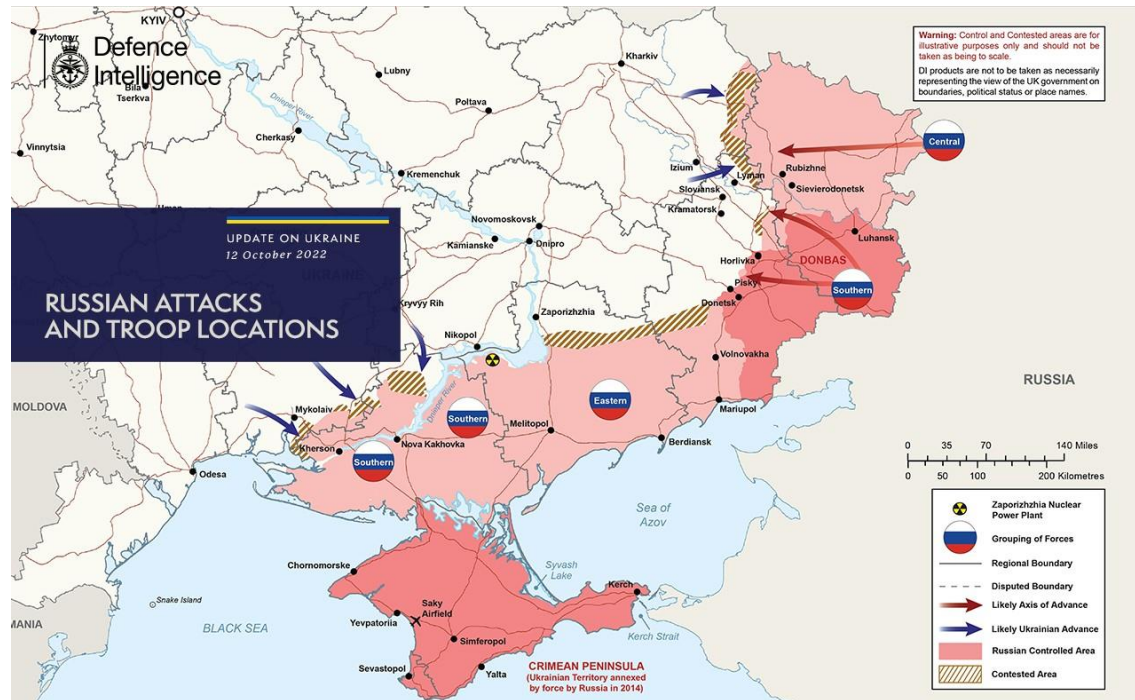 KYIV
Zhytomyr
Defence
Intelligence
Bila
Tserkva
Vinnytsia
Cherkasy
Dnieper River
Lubny
Poltava
Kharkiv
Kremenchuk
Warning: Control and Contested areas are for
illustrative purposes only and should not be
taken as being to scale.
DI products are not to be taken as necessarily
representing the view of the UK government on
boundaries, political status or place names.
Central
Izium
Lyman
Rubizhne
Sloviansk
Sievierodonetsk
Kramatorsk
Novomoskovsk
Kamianske
Dnipro
Luhansk
DONBAS
Horlivka
Southern
Pisky
Donetsk
UPDATE ON UKRAINE
12 October 2022
RUSSIAN ATTACKS
AND TROOP LOCATIONS
Kryvyy Rih
Zaporizhzhia
Nikopol
Volnovakha
RUSSIA
MOLDOVA
Mykolaiv
Dnieper River
Southern
Eastern
Mariupol
Melitopol
Berdiansk
Kherson
Nova Kakhovka
Southern
Odesa
0 35 70 140 Miles
0 50 100 200 Kilometres
Sea of
Azov
Zaporizhzhia Nuclear
Power Plant
Grouping of Forces
Regional Boundary
Disputed Boundary
Likely Axis of Advance
Likely Ukrainian Advance
Russian Controlled Area
Contested Area
Chornomorske
Syvash
Lake
Kerch
Snake Island
Saky
Airfield
Yevpatoriia
Kerch Strait
MANIA
BLACK SEA
Simferopol
Sevastopol
Yalta
CRIMEAN PENINSULA
(Ukrainian Territory annexed
by force by Russia in 2014)